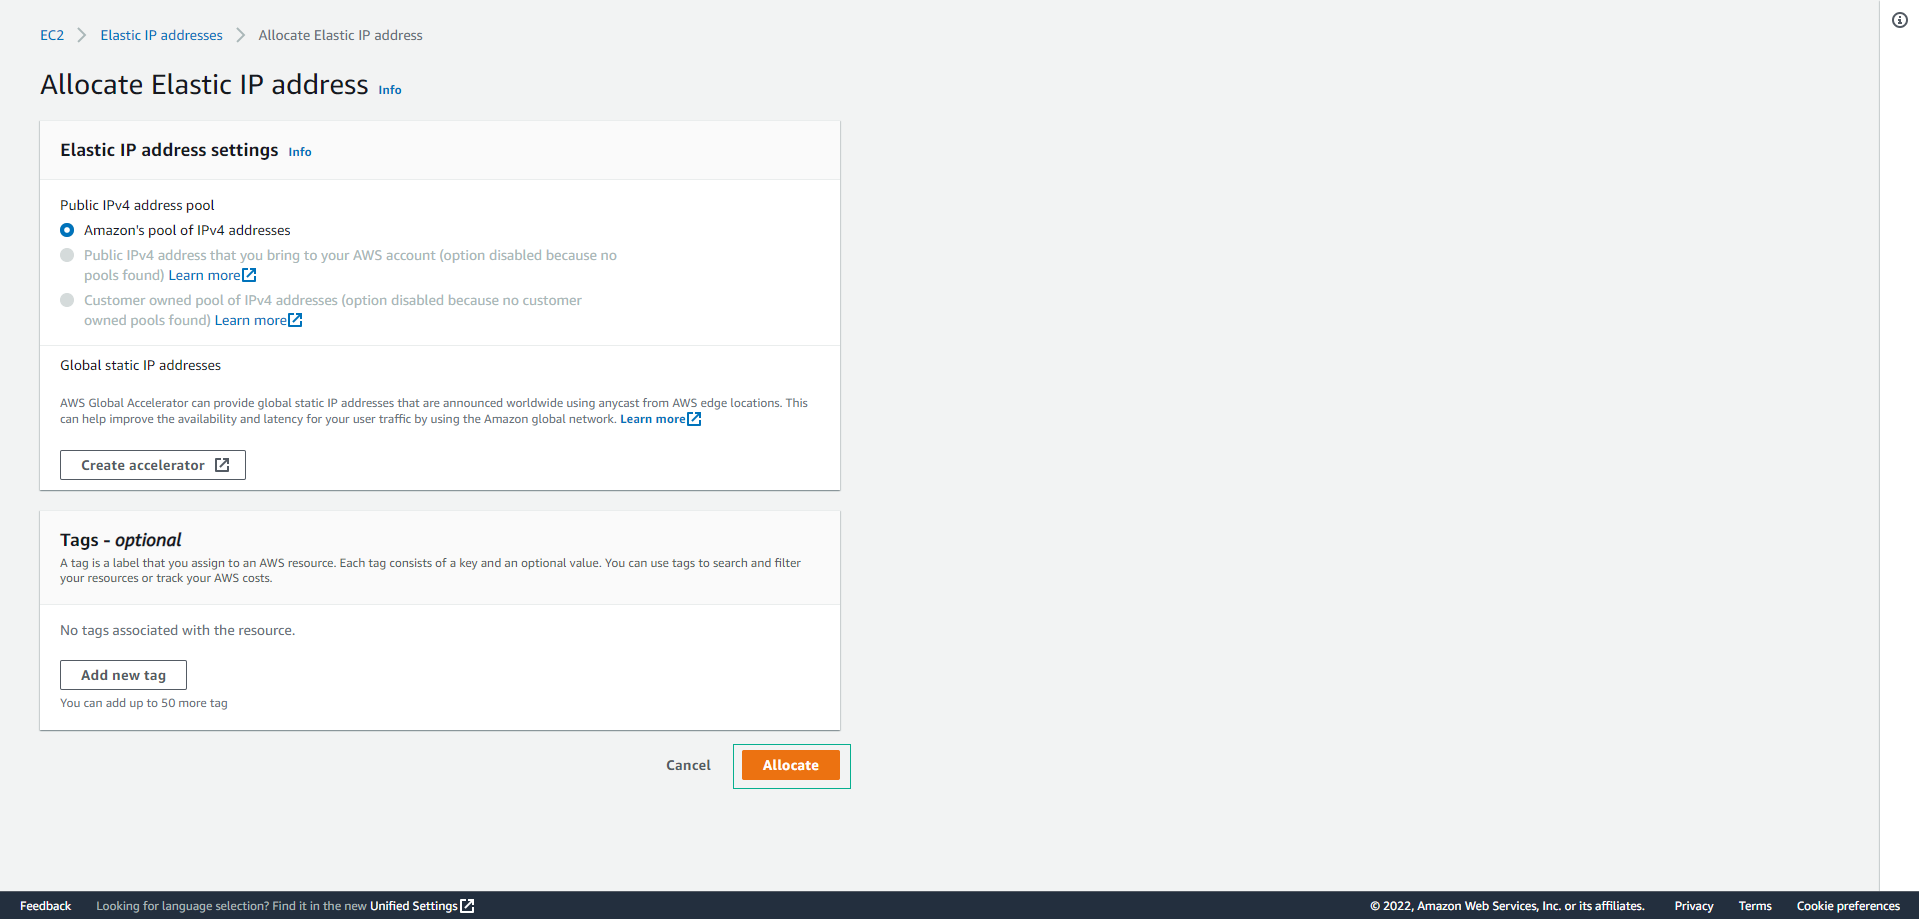 EC2 Elastic IP addresses Allocate Elastic IP address
Allocate Elastic IP address Info
Elastic IP address settings Info
Public IPv4 address pool
Amazon's pool of IPv4 addresses
Public IPv4 address that you bring to your AWS account (option disabled because no
pools found) Learn more
Customer owned pool of IPv4 addresses (option disabled because no customer
owned pools found) Learn more
Global static IP addresses
AWS Global Accelerator can provide global static IP addresses that are announced worldwide using anycast from AWS edge locations. This
can help improve the availability and latency for your user traffic by using the Amazon global network. Learn more
Create accelerator
Tags - optional
A tag is a label that you assign to an AWS resource. Each tag consists of a key and an optional value. You can use tags to search and filter
your resources or track your AWS costs.
No tags associated with the resource.
Add new tag
You can add up to 50 more tag
Cancel Allocate
Feedback Looking for language selection? Find it in the new Unified Settings © 2022, Amazon Web Services, Inc. or its affiliates. Privacy Terms Cookie preferences